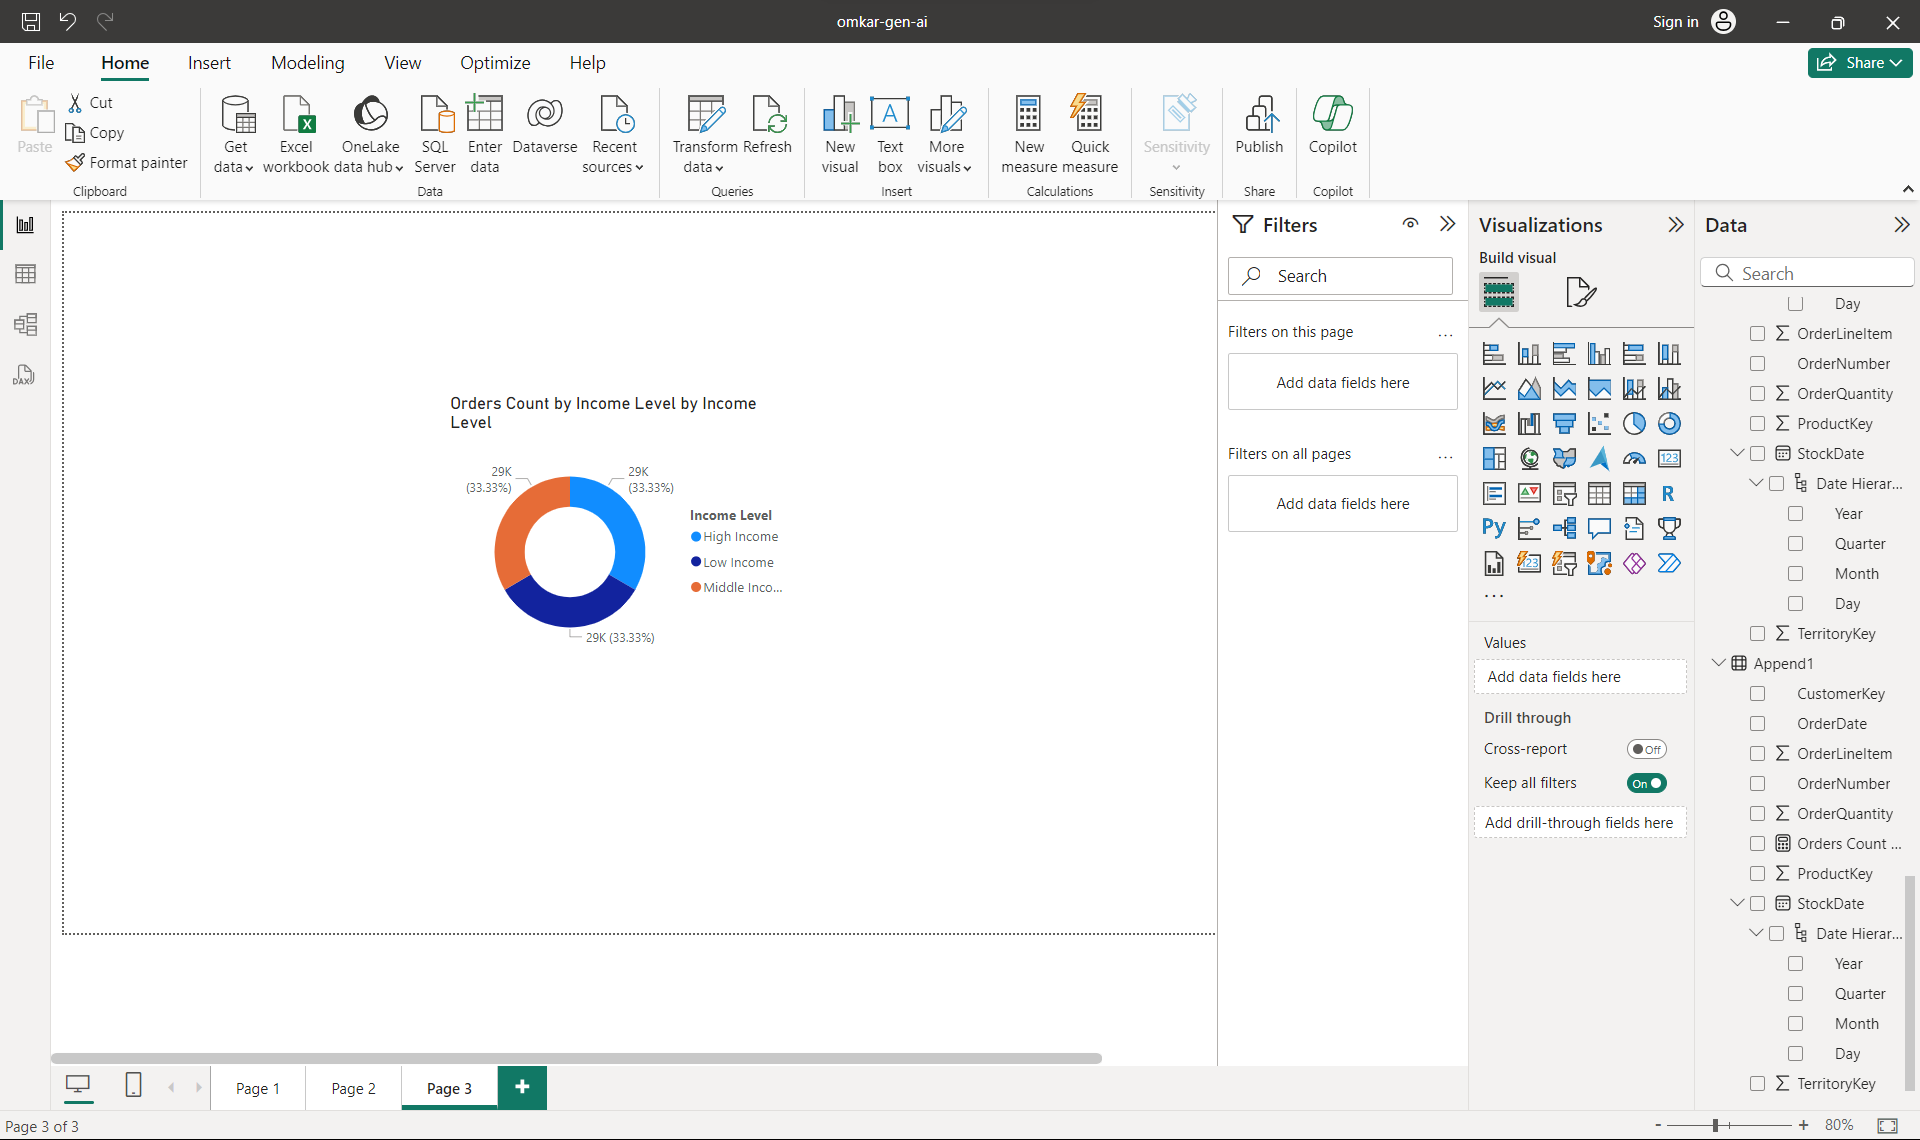 omkar-gen-ai
Sign in
File
Home
Insert
Modeling
View
Optimize
Help
Share
Paste
Cut
Copy
Format painter
Clipboard
Get
data
Excel
workbook
OneLake
data hub
SQL
Server
Enter
data
Dataverse
Recent
sources
Data
Transform
data
Refresh
Queries
New
visual
Text
box
More
visuals
Insert
New
measure
Quick
measure
Calculations
Sensitivity
Sensitivity
Publish
Share
Copilot
Copilot
DAX
Orders Count by Income Level by Income
Level
29K
(33.33%)
29K
(33.33%)
29K (33.33%)
Income Level
High Income
Low Income
Middle Inco...
Filters
Search
Filters on this page
...
Add data fields here
Filters on all pages
...
Add data fields here
Visualizations
Build visual
123
R
Py
123
...
Values
Add data fields here
Drill through
Cross-report
Off
Keep all filters
On
Add drill-through fields here
Data
Search
Day
OrderLineItem
OrderNumber
OrderQuantity
ProductKey
StockDate
Date Hierar...
Year
Quarter
Month
Day
TerritoryKey
Append1
CustomerKey
OrderDate
OrderLineItem
OrderNumber
OrderQuantity
Orders Count ...
ProductKey
StockDate
Date Hierar...
Year
Quarter
Month
Day
TerritoryKey
Page 1
Page 2
Page 3
+
Page 3 of 3
-
+
80%